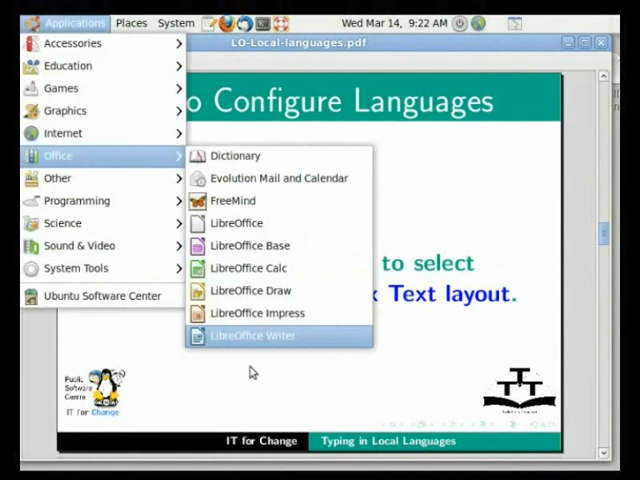 Applications Places System Wed Mar 14, 9:22 AM
LO-Local-languages.pdf
Accessories
Education
Games
Graphics
Internet
Office
Other
Programming
Science
Sound & Video
System Tools
Ubuntu Software Center
Dictionary
Evolution Mail and Calendar
FreeMind
LibreOffice
LibreOffice Base
LibreOffice Calc
LibreOffice Draw
LibreOffice Impress
LibreOffice Writer
o Configure Languages
to select
x Text layout.
Public
Software
Centre
IT for Change
IT for Change Typing in Local Languages